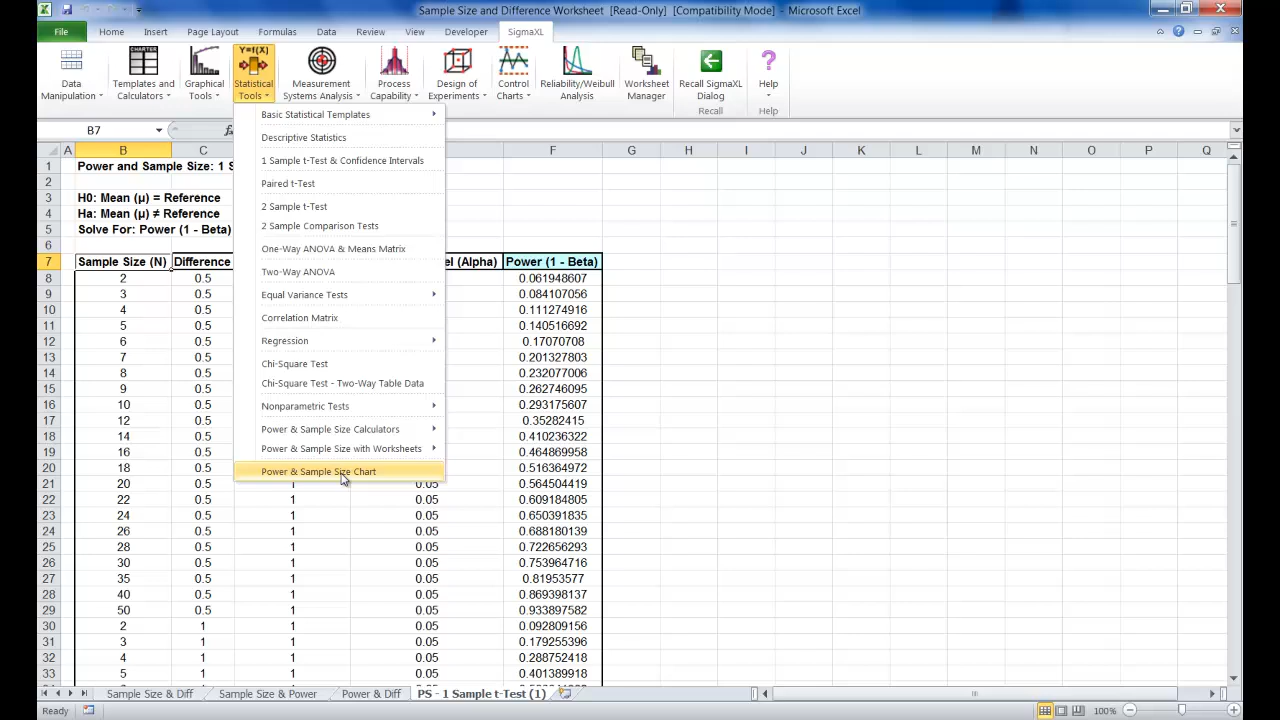 Sample Size and Difference Worksheet [Read-Only] [Compatibility Mode] - Microsoft Excel
File Home Insert Page Layout Formulas Data Review View Developer SigmaXL
Data Manipulation
Templates and Calculators
Graphical Tools
Statistical Tools
Measurement Systems Analysis
Process Capability
Design of Experiments
Control Charts
Reliability/Weibull Analysis
Worksheet Manager
Recall SigmaXL Dialog
Help
Recall Help
B7
Basic Statistical Templates
Descriptive Statistics
1 Sample t-Test & Confidence Intervals
Paired t-Test
2 Sample t-Test
2 Sample Comparison Tests
One-Way ANOVA & Means Matrix
Two-Way ANOVA
Equal Variance Tests
Correlation Matrix
Regression
Chi-Square Test
Chi-Square Test - Two-Way Table Data
Nonparametric Tests
Power & Sample Size Calculators
Power & Sample Size with Worksheets
Power & Sample Size Chart
A B C F G H I J K L M N O P Q
1 Power and Sample Size: 1 S
2
3 H0: Mean (μ) = Reference
4 Ha: Mean (μ) ≠ Reference
5 Solve For: Power (1 - Beta)
6
7 Sample Size (N) Difference el (Alpha) Power (1 - Beta)
8 2 0.5 0.061948607
9 3 0.5 0.084107056
10 4 0.5 0.111274916
11 5 0.5 0.140516692
12 6 0.5 0.17070708
13 7 0.5 0.201327803
14 8 0.5 0.232077006
15 9 0.5 0.262746095
16 10 0.5 0.293175607
17 12 0.5 0.35282415
18 14 0.5 0.410236322
19 16 0.5 0.464869958
20 18 0.5 0.516364972
21 20 0.5 1 0.05 0.564504419
22 22 0.5 1 0.05 0.609184805
23 24 0.5 1 0.05 0.650391835
24 26 0.5 1 0.05 0.688180139
25 28 0.5 1 0.05 0.722656293
26 30 0.5 1 0.05 0.753964716
27 35 0.5 1 0.05 0.81953577
28 40 0.5 1 0.05 0.869398137
29 50 0.5 1 0.05 0.933897582
30 2 1 1 0.05 0.092809156
31 3 1 1 0.05 0.179255396
32 4 1 1 0.05 0.288752418
33 5 1 1 0.05 0.401389918
Sample Size & Diff Sample Size & Power Power & Diff PS - 1 Sample t-Test (1)
Ready 100%